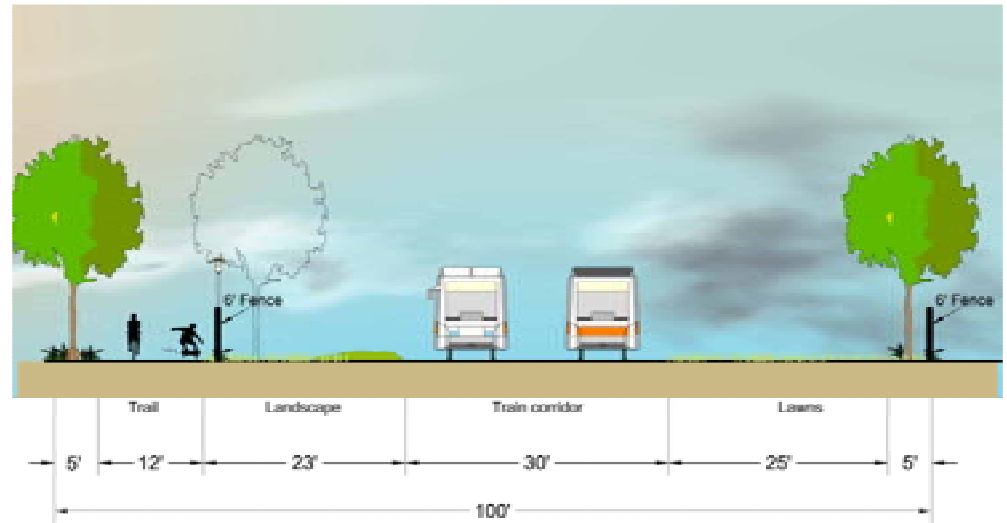 6' Fence
6' Fence
Trail Landscape Train corridor Lawns
5' 12' 23' 30' 25' 5'
100'